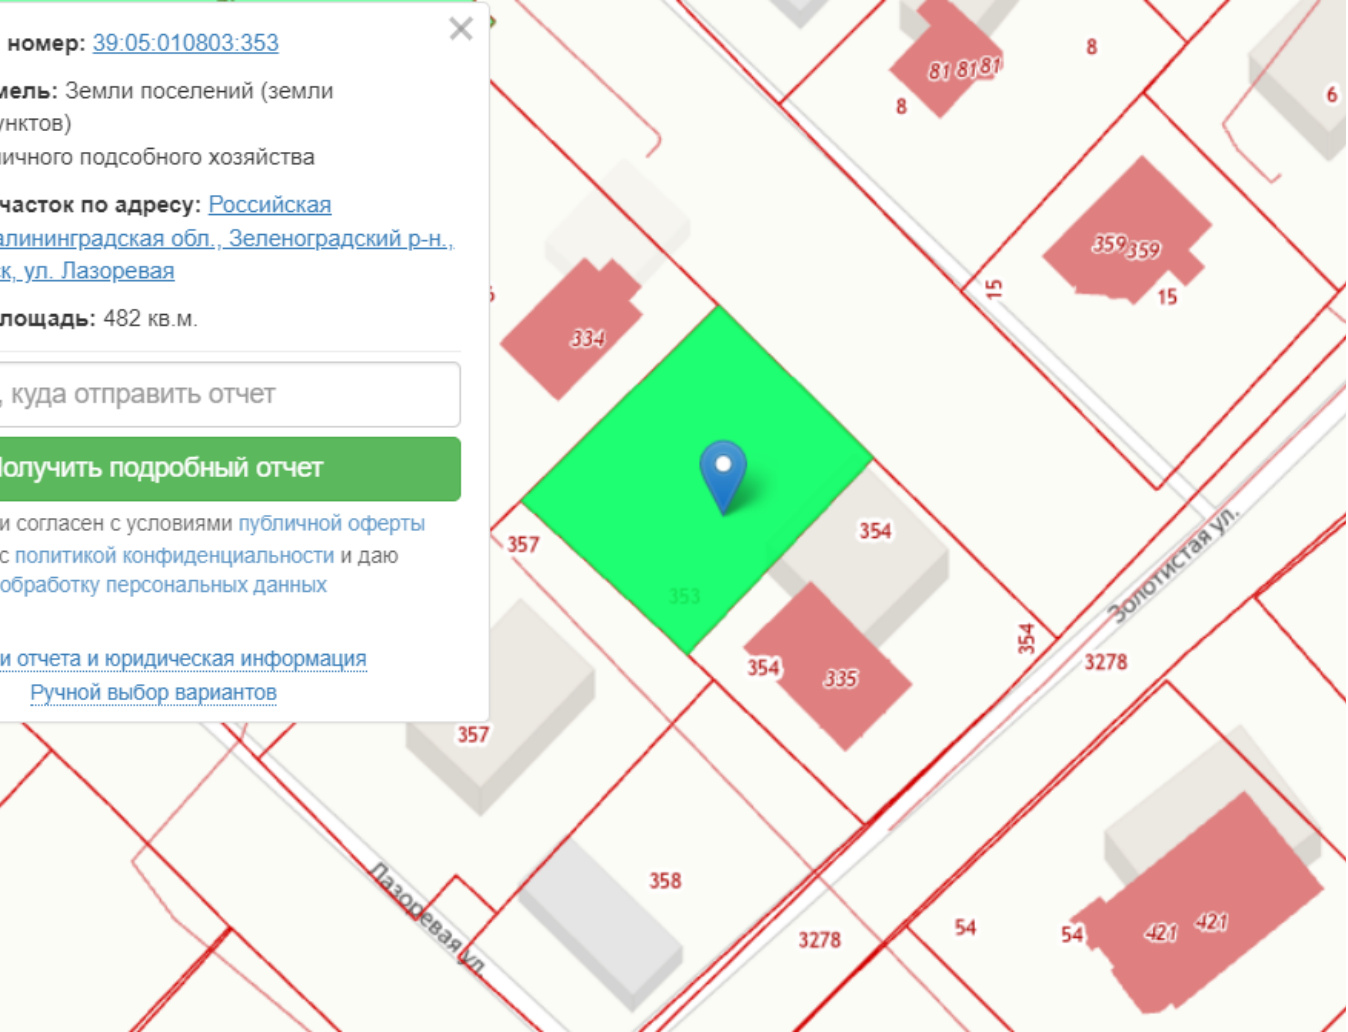 номер: 39:05:010803:353
мель: Земли поселений (земли
унктов)
ичного подсобного хозяйства
часток по адресу: Российская
алининградская обл., Зеленоградский р-н.,
ск, ул. Лазоревая
лощадь: 482 кв.м.
, куда отправить отчет
Получить подробный отчет
и согласен с условиями публичной оферты
с политикой конфиденциальности и даю
обработку персональных данных
и отчета и юридическая информация
Ручной выбор вариантов
81 81 81
8
8
6
359 359
15
15
334
357
354
353
354
335
354
3278
Золотистая ул.
357
358
Лазоревая ул.
3278
54
54
421 421